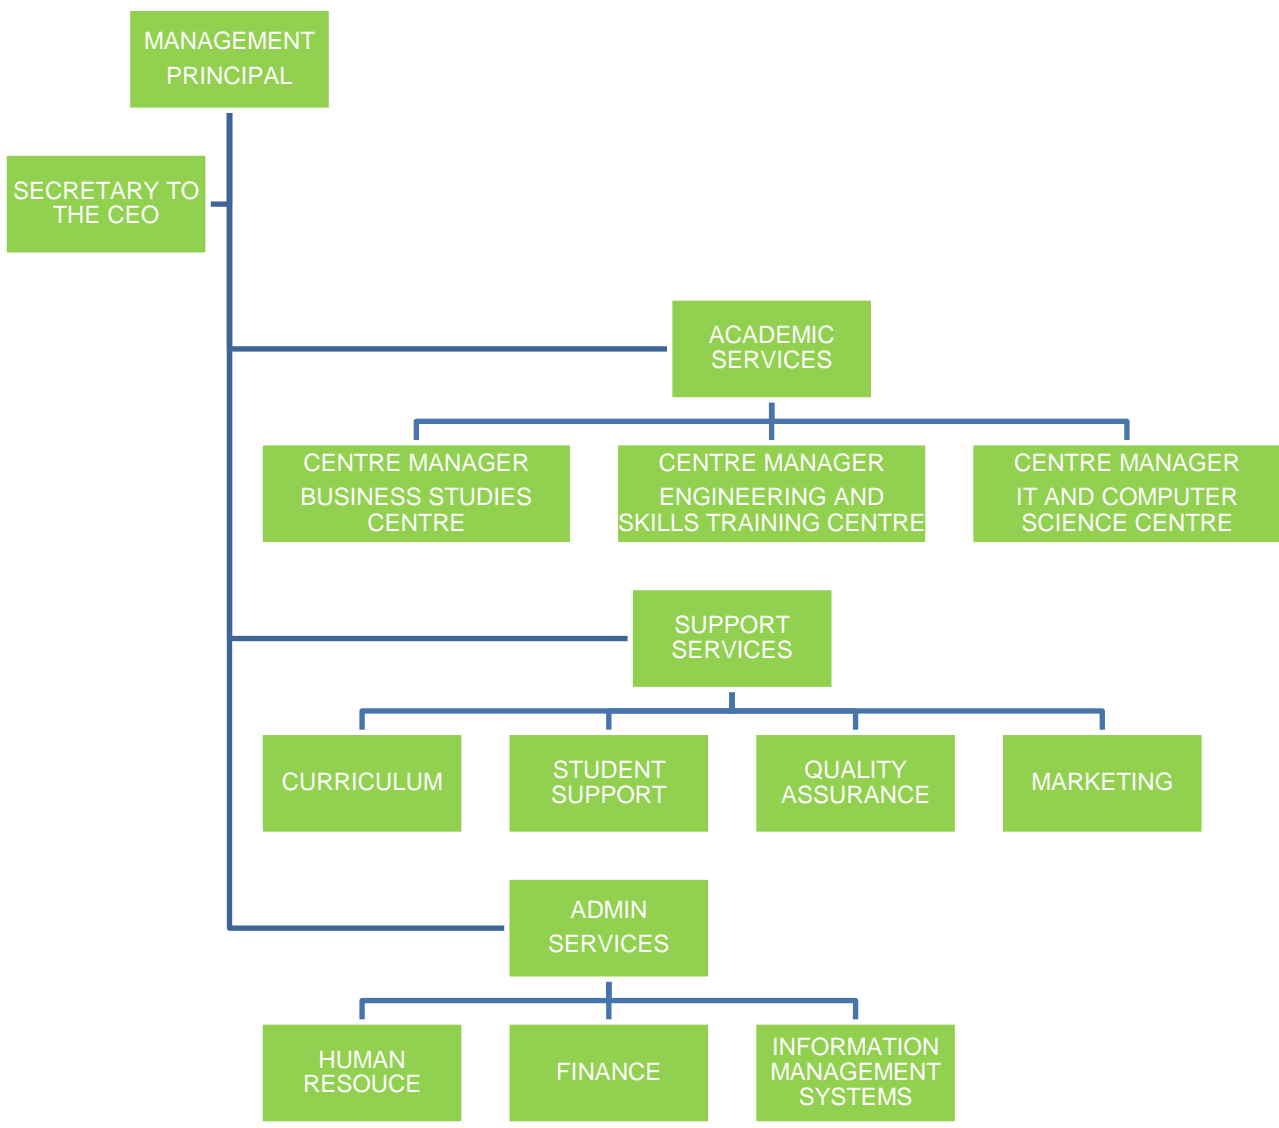 MANAGEMENT
PRINCIPAL
SECRETARY TO
THE CEO
ACADEMIC
SERVICES
CENTRE MANAGER
BUSINESS STUDIES
CENTRE
CENTRE MANAGER
ENGINEERING AND
SKILLS TRAINING CENTRE
CENTRE MANAGER
IT AND COMPUTER
SCIENCE CENTRE
SUPPORT
SERVICES
CURRICULUM
STUDENT
SUPPORT
QUALITY
ASSURANCE
MARKETING
ADMIN
SERVICES
HUMAN
RESOUCE
FINANCE
INFORMATION
MANAGEMENT
SYSTEMS